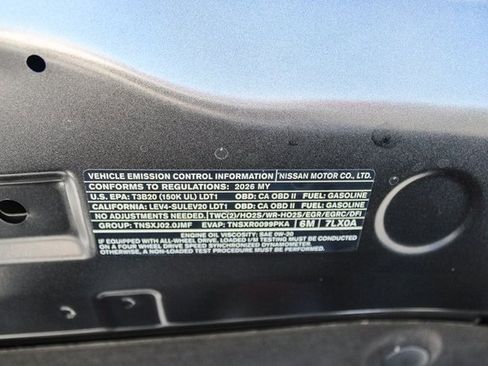 VEHICLE EMISSION CONTROL INFORMATION NISSAN MOTOR CO., LTD.
CONFORMS TO REGULATIONS: 2026 MY
U.S. EPA: T3B20 (150K UL) LDT1 OBD: CA OBD II FUEL: GASOLINE
CALIFORNIA: LEV4-SULEV20 LDT1 OBD: CA OBD II FUEL: GASOLINE
NO ADJUSTMENTS NEEDED. TWC(2)/HO2S/WR-HO2S/EGR/EGRC/DFI
GROUP: TNSXJ02.0JMF EVAP: TNSXR0099PKA 6M 7LX0A
ENGINE OIL VISCOSITY: SAE 0W-20
IF EQUIPPED WITH ALL-WHEEL DRIVE, LOADED I/M TESTING MUST BE CONDUCTED
ON A FOUR WHEEL DRIVE SPEED SYNCHRONIZED DYNAMOMETER,
OTHERWISE, A NON-LOADED TEST PROCEDURE MUST BE PERFORMED.